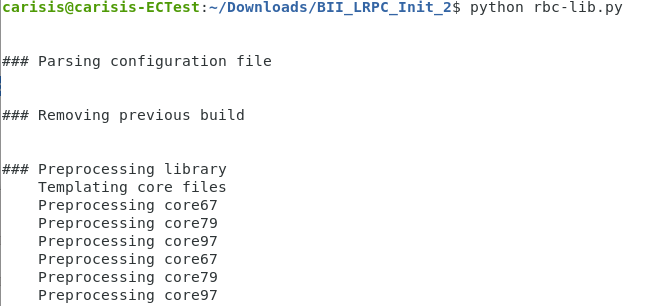 carisis@carisis-ECTest:~/Downloads/BII_LRPC_Init_2$ python rbc-lib.py
### Parsing configuration file
### Removing previous build
### Preprocessing library
Templating core files
Preprocessing core67
Preprocessing core79
Preprocessing core97
Preprocessing core67
Preprocessing core79
Preprocessing core97